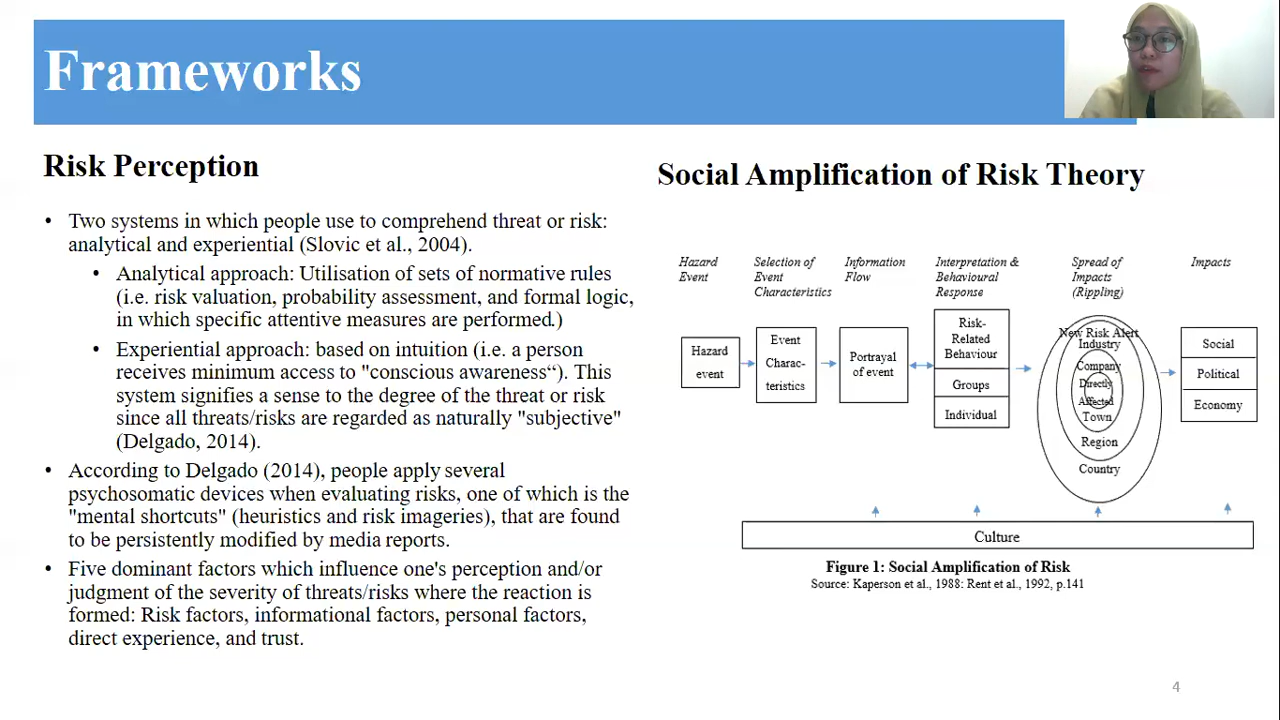 Frameworks
Risk Perception
• Two systems in which people use to comprehend threat or risk:
analytical and experiential (Slovic et al., 2004).
• Analytical approach: Utilisation of sets of normative rules
(i.e. risk valuation, probability assessment, and formal logic,
in which specific attentive measures are performed.)
• Experiential approach: based on intuition (i.e. a person
receives minimum access to "conscious awareness“). This
system signifies a sense to the degree of the threat or risk
since all threats/risks are regarded as naturally "subjective"
(Delgado, 2014).
• According to Delgado (2014), people apply several
psychosomatic devices when evaluating risks, one of which is the
"mental shortcuts" (heuristics and risk imageries), that are found
to be persistently modified by media reports.
• Five dominant factors which influence one's perception and/or
judgment of the severity of threats/risks where the reaction is
formed: Risk factors, informational factors, personal factors,
direct experience, and trust.
Social Amplification of Risk Theory
Hazard
Event
Selection of
Event
Characteristics
Information
Flow
Interpretation &
Behavioural
Response
Spread of
Impacts
(Rippling)
Impacts
Hazard
event
Event
Charac-
teristics
Portrayal
of event
Risk-
Related
Behaviour
Groups
Individual
New Risk Alert
Industry
Company
Directly
Affected
Town
Region
Country
Social
Political
Economy
Culture
Figure 1: Social Amplification of Risk
Source: Kaperson et al., 1988: Rent et al., 1992, p.141
4